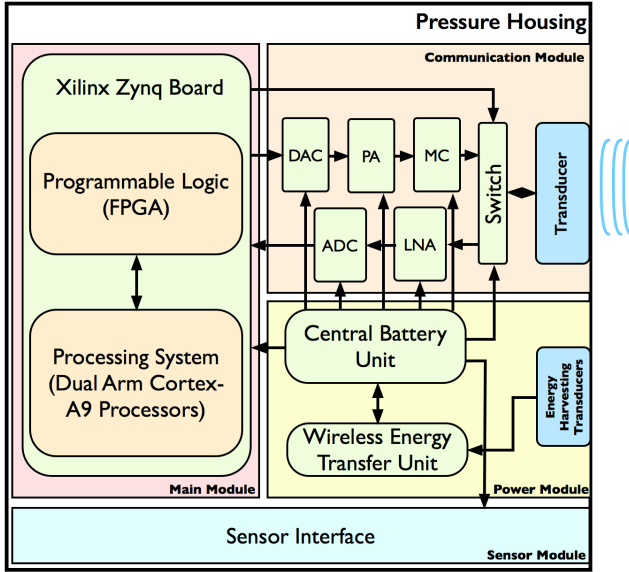 Pressure Housing
Communication Module
Xilinx Zynq Board
DAC
PA
MC
Switch
Transducer
Programmable Logic
(FPGA)
ADC
LNA
Central Battery
Unit
Processing System
(Dual Arm Cortex-
A9 Processors)
Energy
Harvesting
Transducers
Wireless Energy
Transfer Unit
Main Module
Power Module
Sensor Interface
Sensor Module